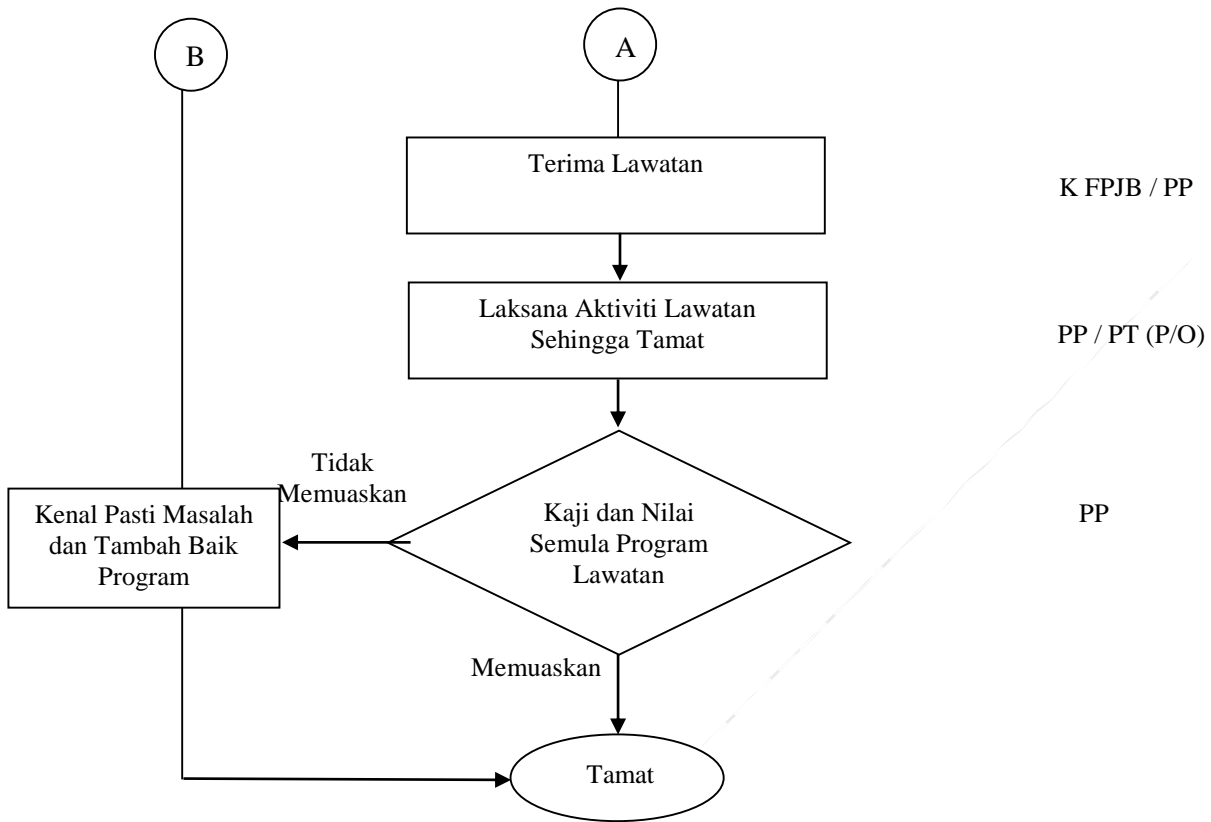 B
A
Terima Lawatan
K FPJB / PP
Laksana Aktiviti Lawatan
Sehingga Tamat
PP / PT (P/O)
Tidak
Memuaskan
Kenal Pasti Masalah
dan Tambah Baik
Program
Kaji dan Nilai
Semula Program
Lawatan
PP
Memuaskan
Tamat